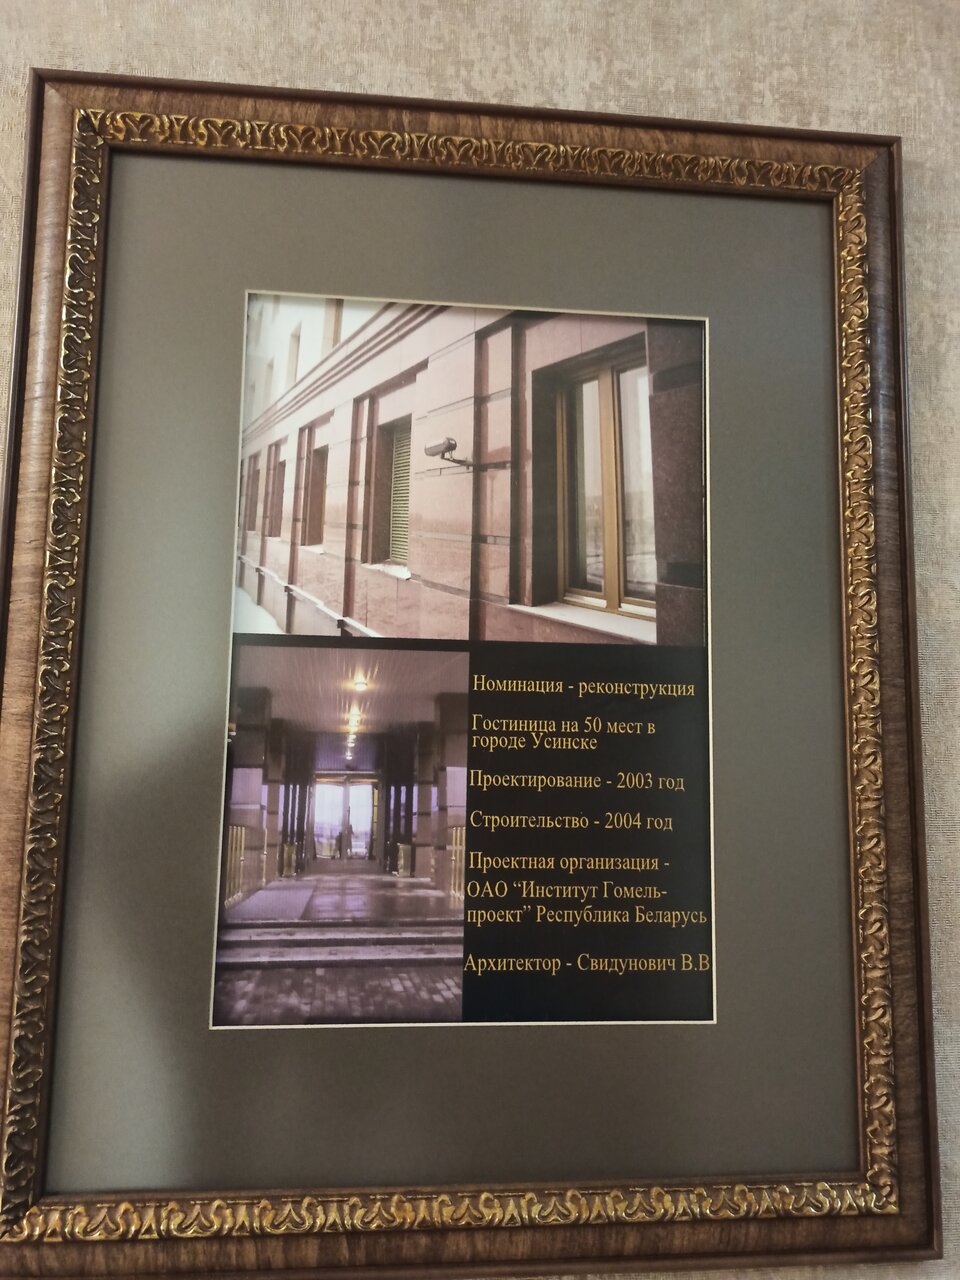 Номинация - реконструкция
Гостиница на 50 мест в
городе Усинске
Проектирование - 2003 год
Строительство - 2004 год
Проектная организация -
ОАО “Институт Гомель-
проект” Республика Беларусь
Архитектор - Свидунович В.В